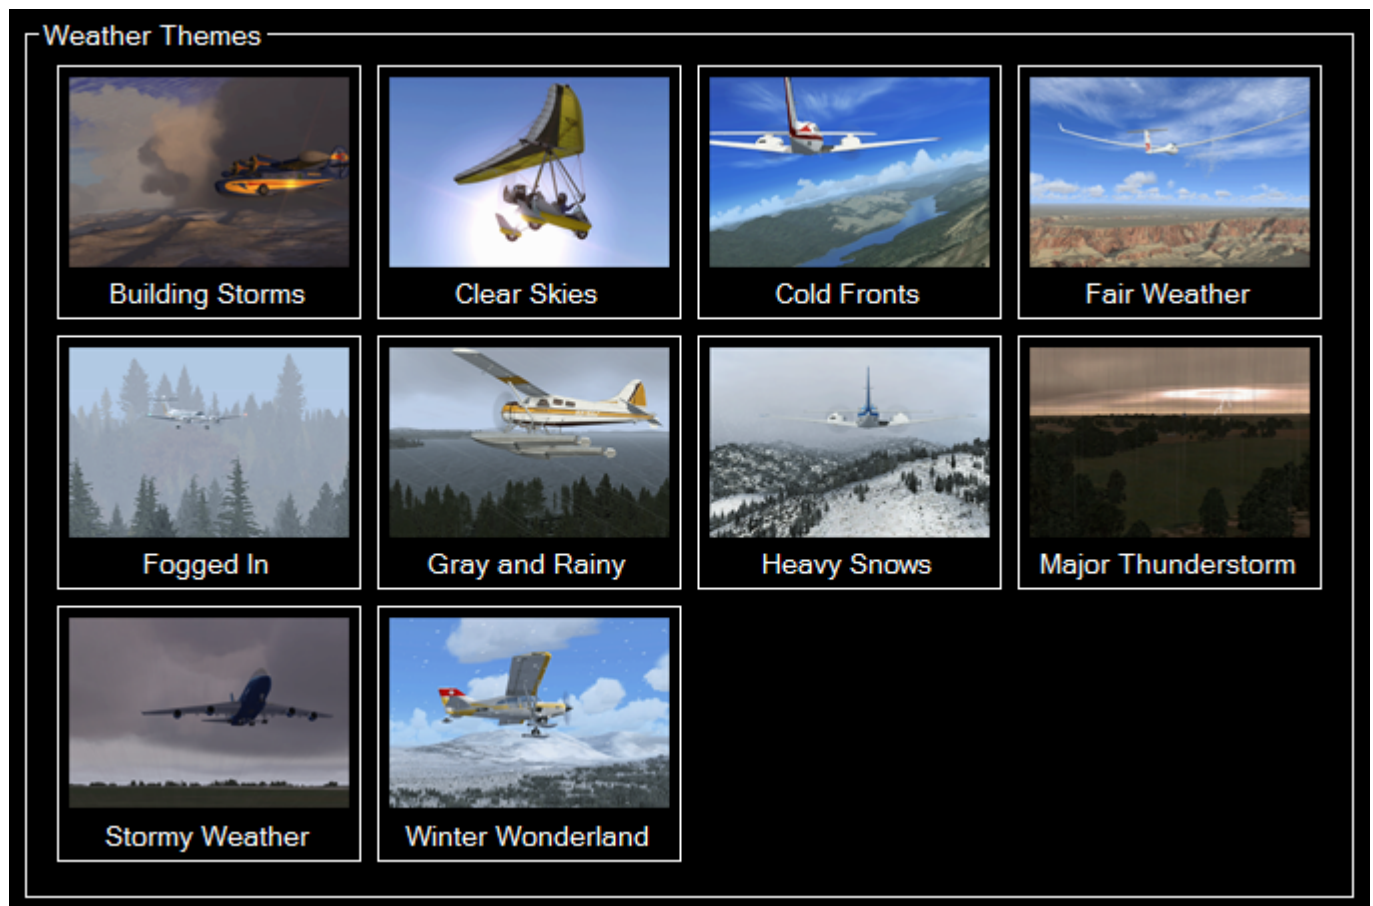 Weather Themes
Building Storms
Clear Skies
Cold Fronts
Fair Weather
Fogged In
Gray and Rainy
Heavy Snows
Major Thunderstorm
Stormy Weather
Winter Wonderland